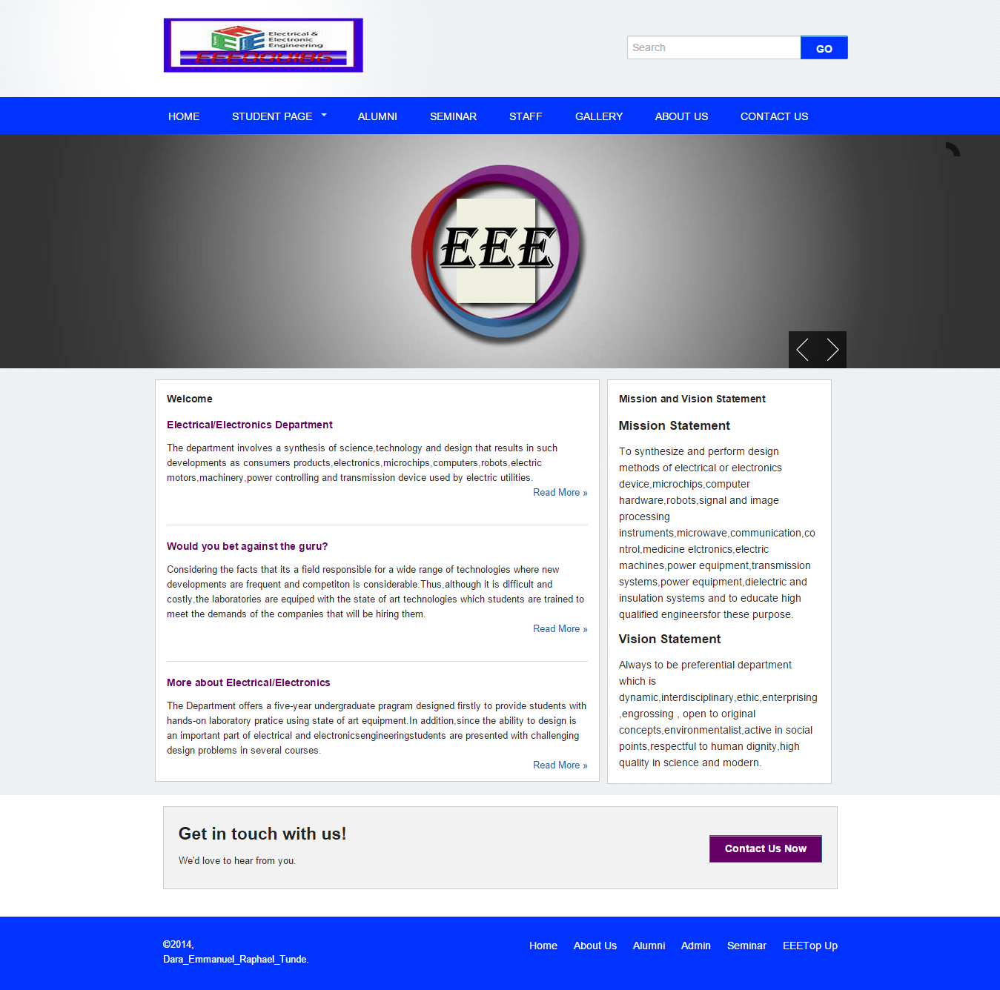 Electrical &
Electronic
Engineering
Search
GO
HOME
STUDENT PAGE
ALUMNI
SEMINAR
STAFF
GALLERY
ABOUT US
CONTACT US
EEE
Welcome
Electrical/Electronics Department
The department involves a synthesis of science,technology and design that results in such
developments as consumers products,electronics,microchips,computers,robots,electric
motors,machinery,power controlling and transmission device used by electric utilities.
Read More »
Would you bet against the guru?
Considering the facts that its a field responsible for a wide range of technologies where new
developments are frequent and competiton is considerable.Thus,although it is difficult and
costly,the laboratories are equiped with the state of art technologies which students are trained to
meet the demands of the companies that will be hiring them.
Read More »
More about Electrical/Electronics
The Department offers a five-year undergraduate pragram designed firstly to provide students with
hands-on laboratory pratice using state of art equipment.In addition,since the ability to design is
an important part of electrical and electronicsengineeringstudents are presented with challenging
design problems in several courses.
Read More »
Mission and Vision Statement
Mission Statement
To synthesize and perform design
methods of electrical or electronics
device,microchips,computer
hardware,robots,signal and image
processing
instruments,microwave,communication,co
ntrol,medicine elctronics,electric
machines,power equipment,transmission
systems,power equipment,dielectric and
insulation systems and to educate high
qualified engineersfor these purpose.
Vision Statement
Always to be preferential department
which is
dynamic,interdisciplinary,ethic,enterprising
,engrossing , open to original
concepts,environmentalist,active in social
points,respectful to human dignity,high
quality in science and modern.
Get in touch with us!
We'd love to hear from you.
Contact Us Now
©2014,
Dara_Emmanuel_Raphael_Tunde.
Home
About Us
Alumni
Admin
Seminar
EEETop Up